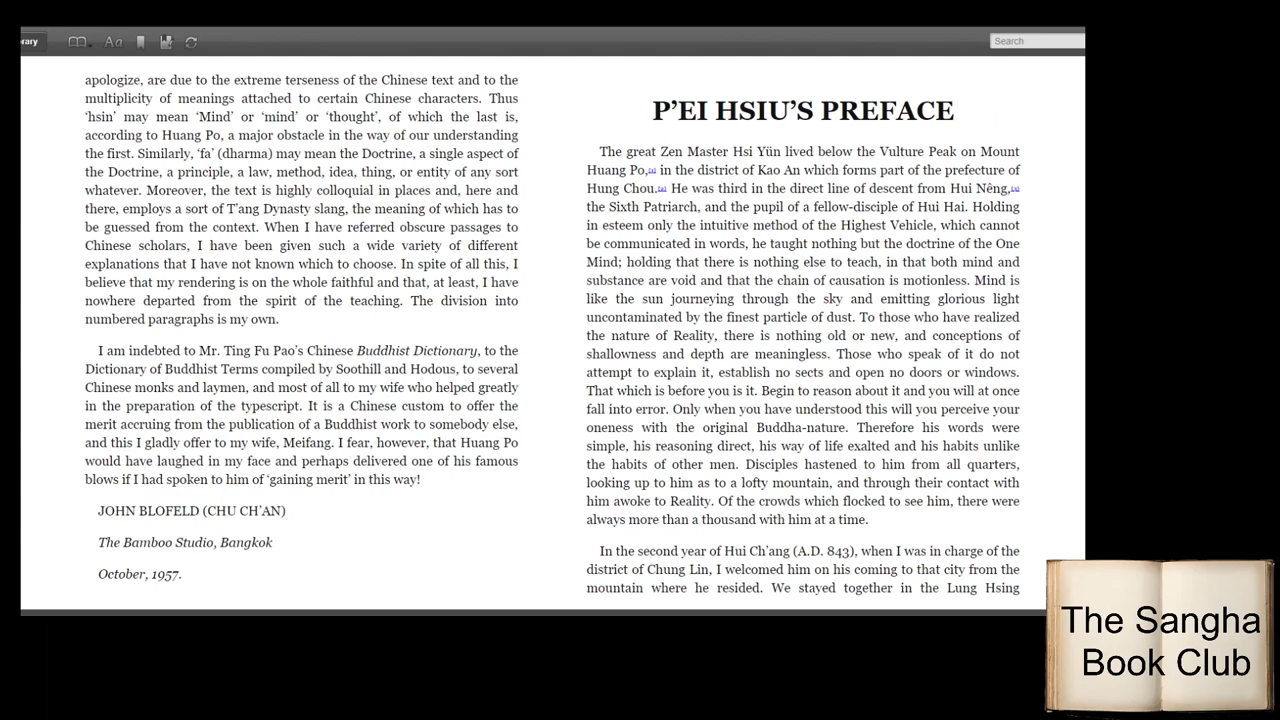 rary
Aa
Search
apologize, are due to the extreme terseness of the Chinese text and to the
multiplicity of meanings attached to certain Chinese characters. Thus
‘hsin’ may mean ‘Mind’ or ‘mind’ or ‘thought’, of which the last is,
according to Huang Po, a major obstacle in the way of our understanding
the first. Similarly, ‘fa’ (dharma) may mean the Doctrine, a single aspect of
the Doctrine, a principle, a law, method, idea, thing, or entity of any sort
whatever. Moreover, the text is highly colloquial in places and, here and
there, employs a sort of T’ang Dynasty slang, the meaning of which has to
be guessed from the context. When I have referred obscure passages to
Chinese scholars, I have been given such a wide variety of different
explanations that I have not known which to choose. In spite of all this, I
believe that my rendering is on the whole faithful and that, at least, I have
nowhere departed from the spirit of the teaching. The division into
numbered paragraphs is my own.
I am indebted to Mr. Ting Fu Pao’s Chinese Buddhist Dictionary, to the
Dictionary of Buddhist Terms compiled by Soothill and Hodous, to several
Chinese monks and laymen, and most of all to my wife who helped greatly
in the preparation of the typescript. It is a Chinese custom to offer the
merit accruing from the publication of a Buddhist work to somebody else,
and this I gladly offer to my wife, Meifang. I fear, however, that Huang Po
would have laughed in my face and perhaps delivered one of his famous
blows if I had spoken to him of ‘gaining merit’ in this way!
JOHN BLOFELD (CHU CH’AN)
The Bamboo Studio, Bangkok
October, 1957.
P’EI HSIU’S PREFACE
The great Zen Master Hsi Yün lived below the Vulture Peak on Mount
Huang Po, in the district of Kao An which forms part of the prefecture of
Hung Chou. He was third in the direct line of descent from Hui Nêng,
the Sixth Patriarch, and the pupil of a fellow-disciple of Hui Hai. Holding
in esteem only the intuitive method of the Highest Vehicle, which cannot
be communicated in words, he taught nothing but the doctrine of the One
Mind; holding that there is nothing else to teach, in that both mind and
substance are void and that the chain of causation is motionless. Mind is
like the sun journeying through the sky and emitting glorious light
uncontaminated by the finest particle of dust. To those who have realized
the nature of Reality, there is nothing old or new, and conceptions of
shallowness and depth are meaningless. Those who speak of it do not
attempt to explain it, establish no sects and open no doors or windows.
That which is before you is it. Begin to reason about it and you will at once
fall into error. Only when you have understood this will you perceive your
oneness with the original Buddha-nature. Therefore his words were
simple, his reasoning direct, his way of life exalted and his habits unlike
the habits of other men. Disciples hastened to him from all quarters,
looking up to him as to a lofty mountain, and through their contact with
him awoke to Reality. Of the crowds which flocked to see him, there were
always more than a thousand with him at a time.
In the second year of Hui Ch’ang (A.D. 843), when I was in charge of the
district of Chung Lin, I welcomed him on his coming to that city from the
mountain where he resided. We stayed together in the Lung Hsing
The Sangha
Book Club